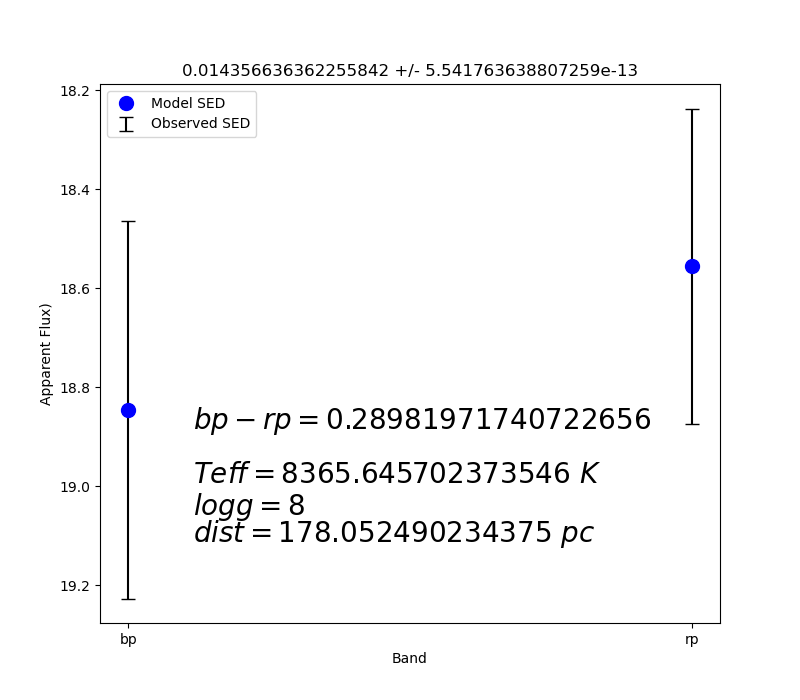 0.014356636362255842 +/- 5.541763638807259e-13
Model SED
Observed SED
18.2
18.4
18.6
18.8
19.0
19.2
Apparent Flux)
bp − rp = 0.28981971740722656
Teff = 8365.645702373546 K
logg = 8
dist = 178.052490234375 pc
bp
rp
Band